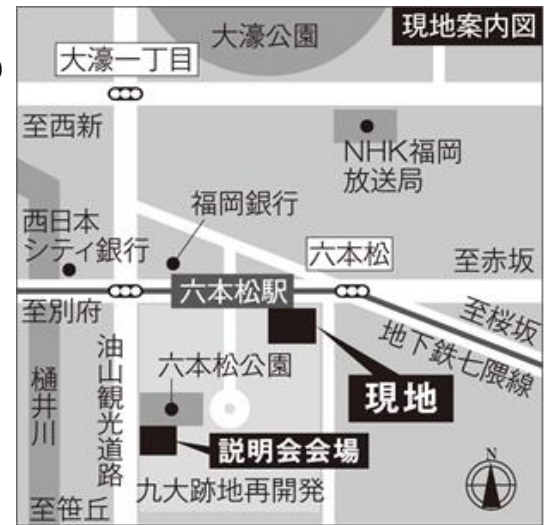 )
大濠公園
現地案内図
大濠一丁目
至西新
NHK福岡
放送局
福岡銀行
西日本
シティ銀行
六本松
至赤坂
六本松駅
至別府
至桜坂
地下鉄七隈線
油山観光道路
樋井川
六本松公園
現地
説明会会場
九大跡地再開発
至笹丘
N